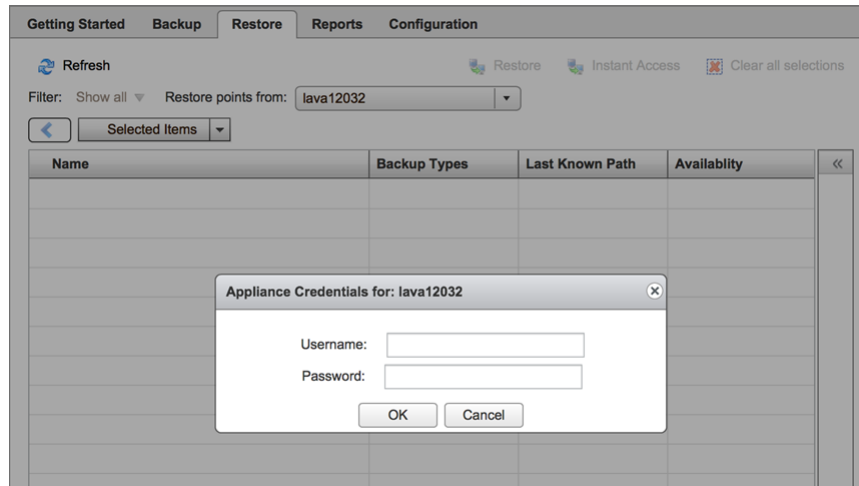 Getting Started Backup Restore Reports Configuration
Refresh Restore Instant Access Clear all selections
Filter: Show all Restore points from: lava12032
Selected Items
Name Backup Types Last Known Path Availablity
Appliance Credentials for: lava12032
Username:
Password:
OK Cancel